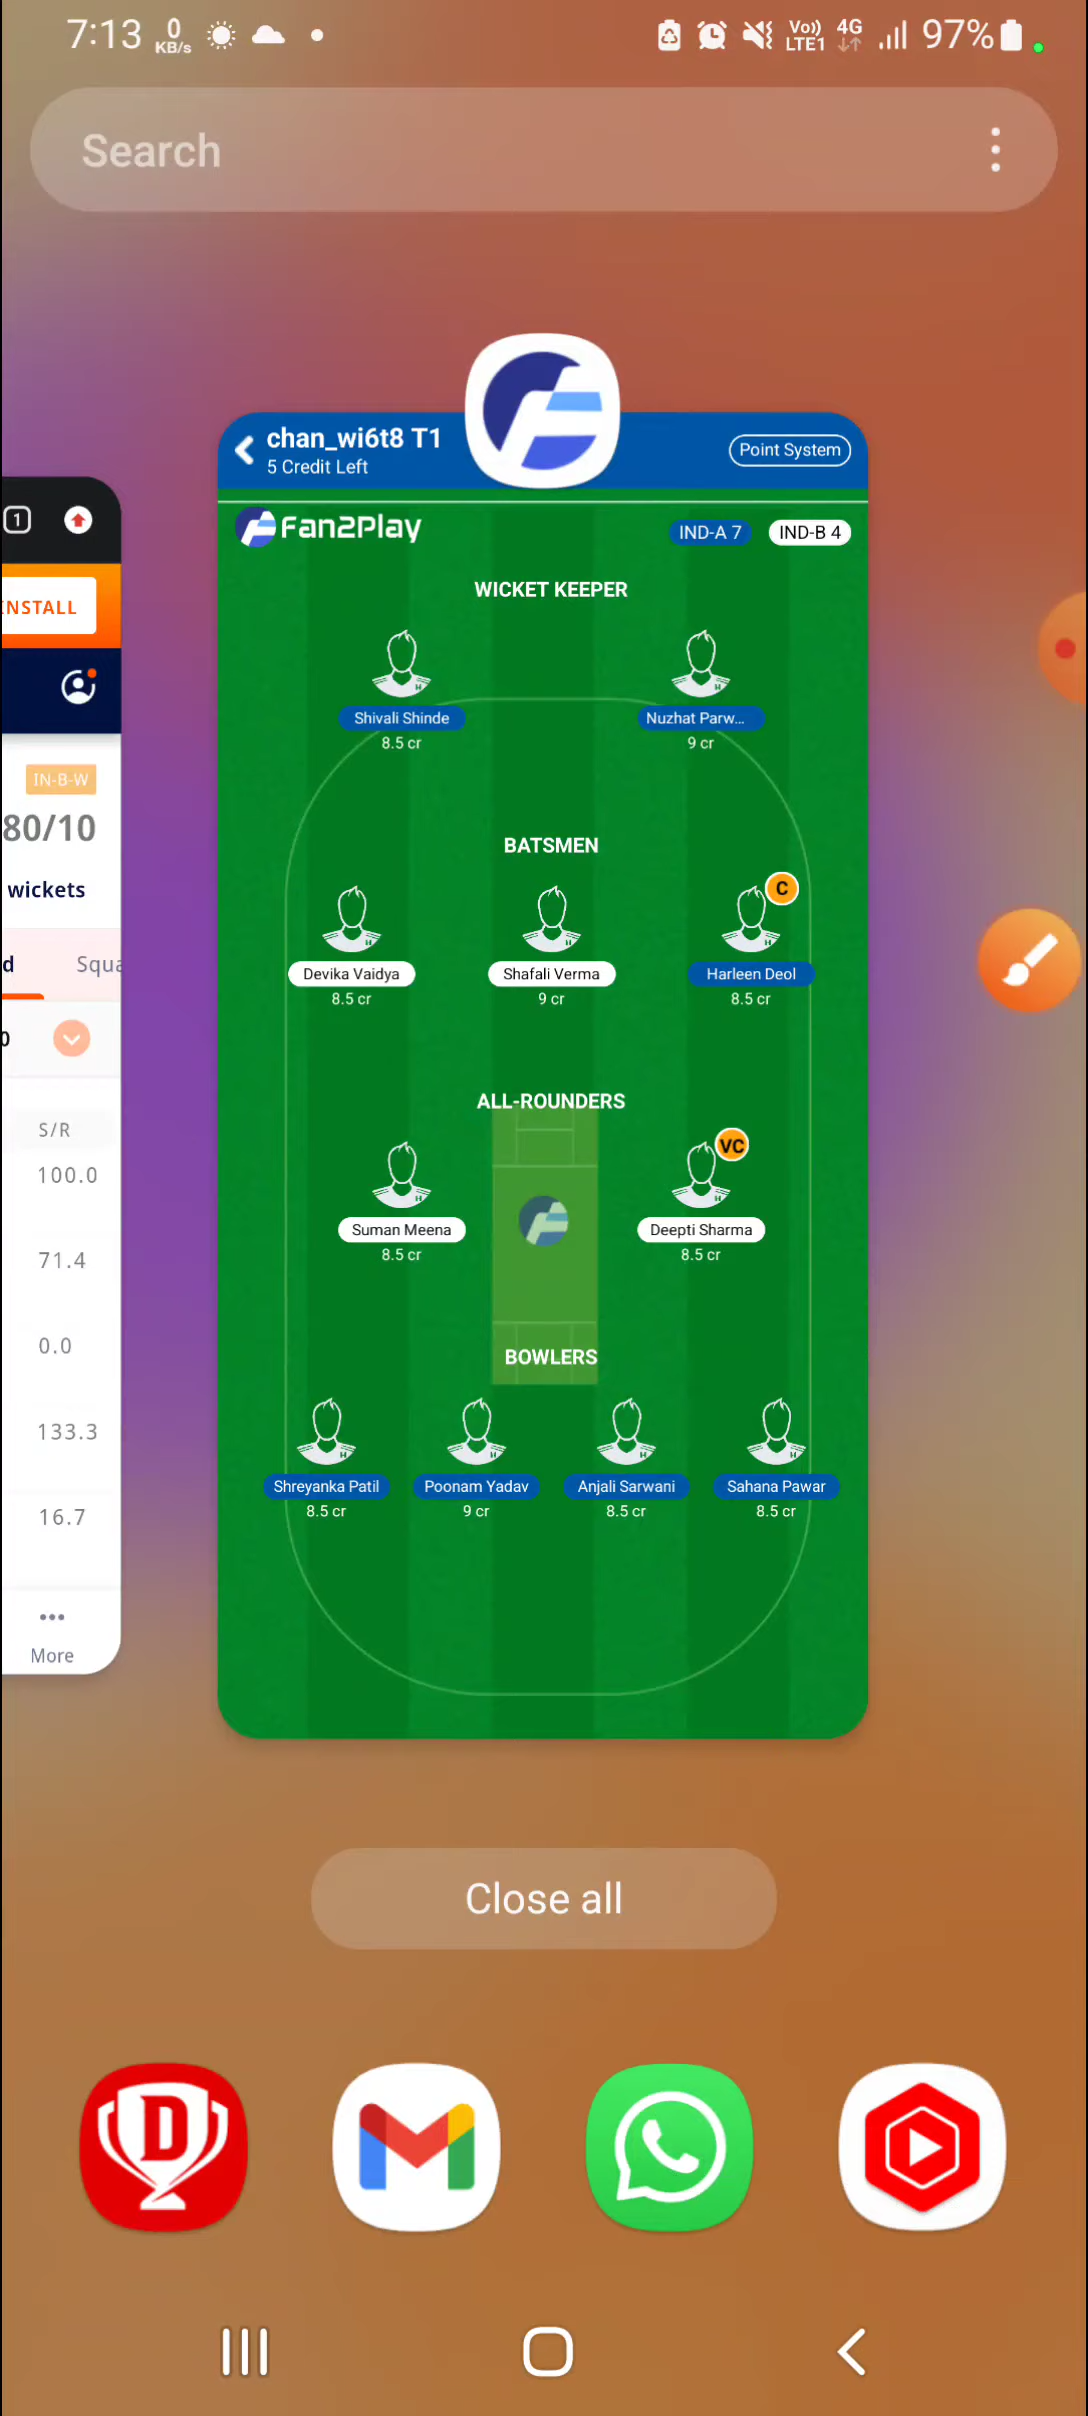 7:13 0 KB/s Vo)) LTE1 4G 97%
Search
chan_wi6t8 T1
5 Credit Left
Point System
Fan2Play
IND-A 7 IND-B 4
WICKET KEEPER
Shivali Shinde Nuzhat Parw...
8.5 cr 9 cr
BATSMEN
C
Devika Vaidya Shafali Verma Harleen Deol
8.5 cr 9 cr 8.5 cr
ALL-ROUNDERS
VC
Suman Meena Deepti Sharma
8.5 cr 8.5 cr
BOWLERS
Shreyanka Patil Poonam Yadav Anjali Sarwani Sahana Pawar
8.5 cr 9 cr 8.5 cr 8.5 cr
1
NSTALL
IN-B-W
80/10
wickets
d Squa
0
S/R
100.0
71.4
0.0
133.3
16.7
More
Close all
D